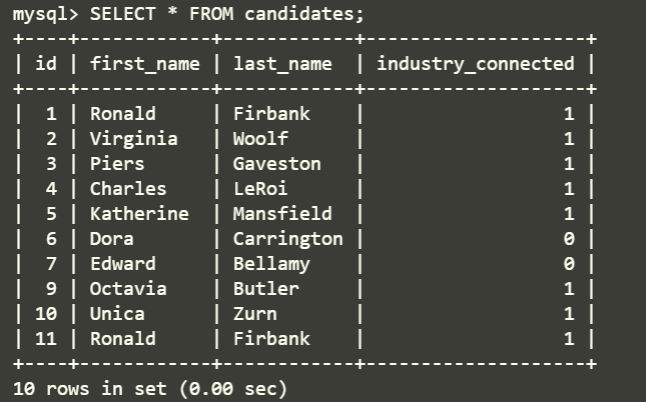 mysql> SELECT * FROM candidates;
+----+------------+------------+--------------------+
| id | first_name | last_name  | industry_connected |
+----+------------+------------+--------------------+
|  1 | Ronald     | Firbank    |                  1 |
|  2 | Virginia   | Woolf      |                  1 |
|  3 | Piers      | Gaveston   |                  1 |
|  4 | Charles    | LeRoi      |                  1 |
|  5 | Katherine  | Mansfield  |                  1 |
|  6 | Dora       | Carrington |                  0 |
|  7 | Edward     | Bellamy    |                  0 |
|  9 | Octavia    | Butler     |                  1 |
| 10 | Unica      | Zurn       |                  1 |
| 11 | Ronald     | Firbank    |                  1 |
+----+------------+------------+--------------------+
10 rows in set (0.00 sec)